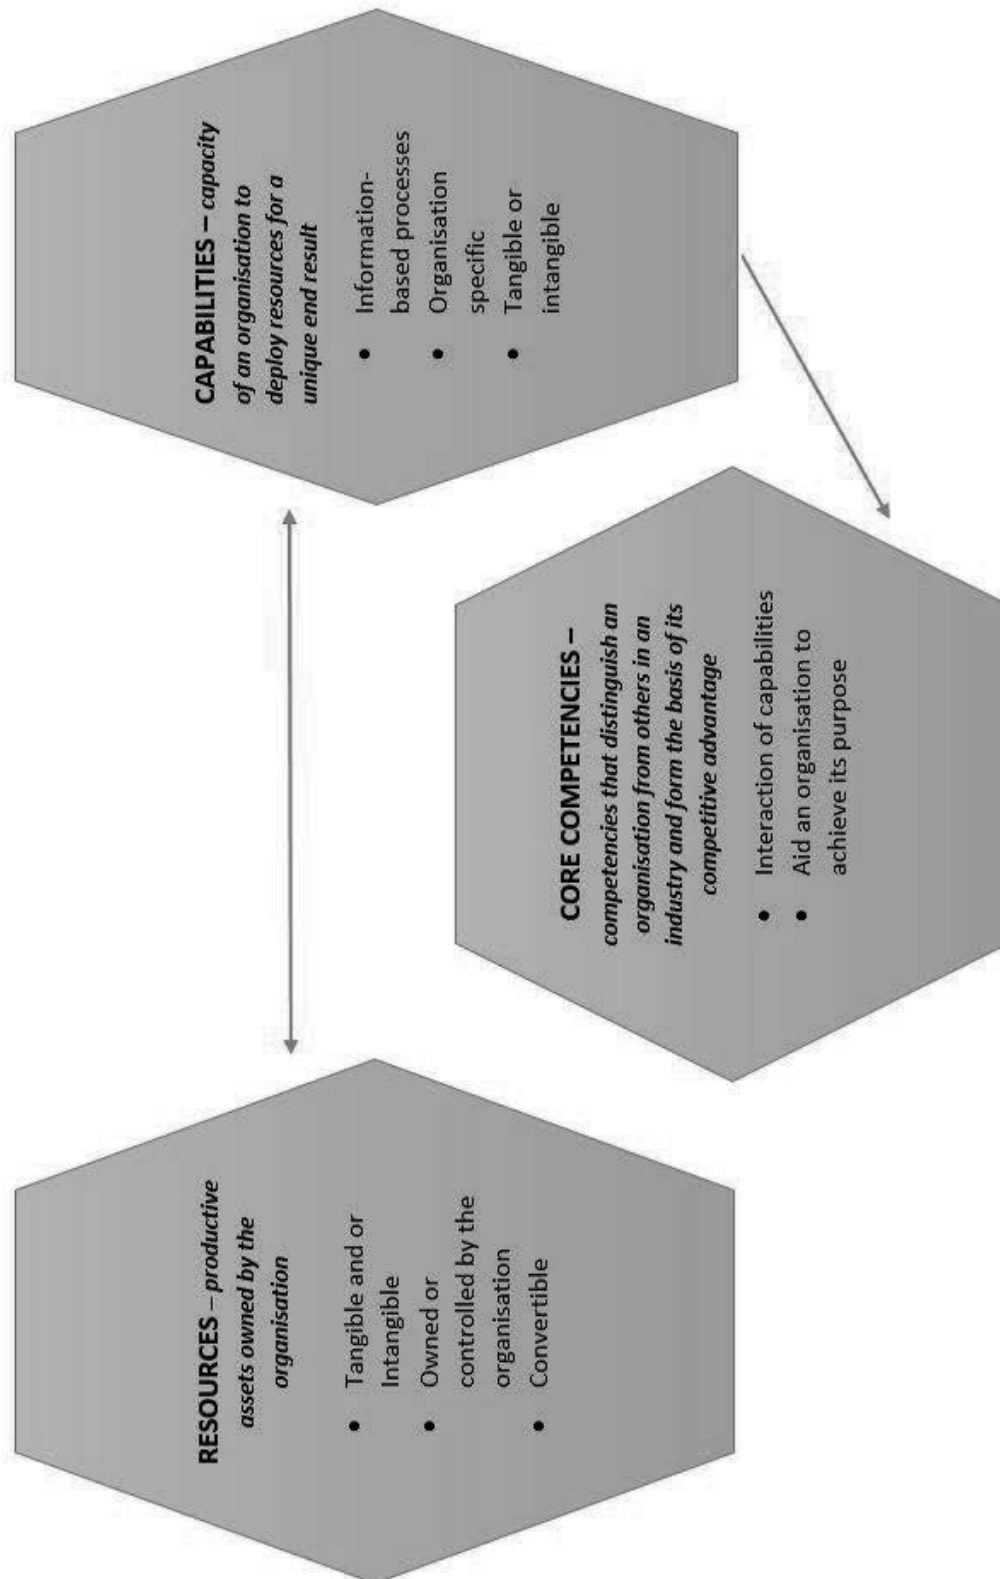 RESOURCES – productive
assets owned by the
organisation
• Tangible and or
Intangible
• Owned or
controlled by the
organisation
• Convertible
CAPABILITIES – capacity
of an organisation to
deploy resources for a
unique end result
• Information-
based processes
• Organisation
specific
• Tangible or
intangible
CORE COMPETENCIES –
competencies that distinguish an
organisation from others in an
industry and form the basis of its
competitive advantage
• Interaction of capabilities
• Aid an organisation to
achieve its purpose